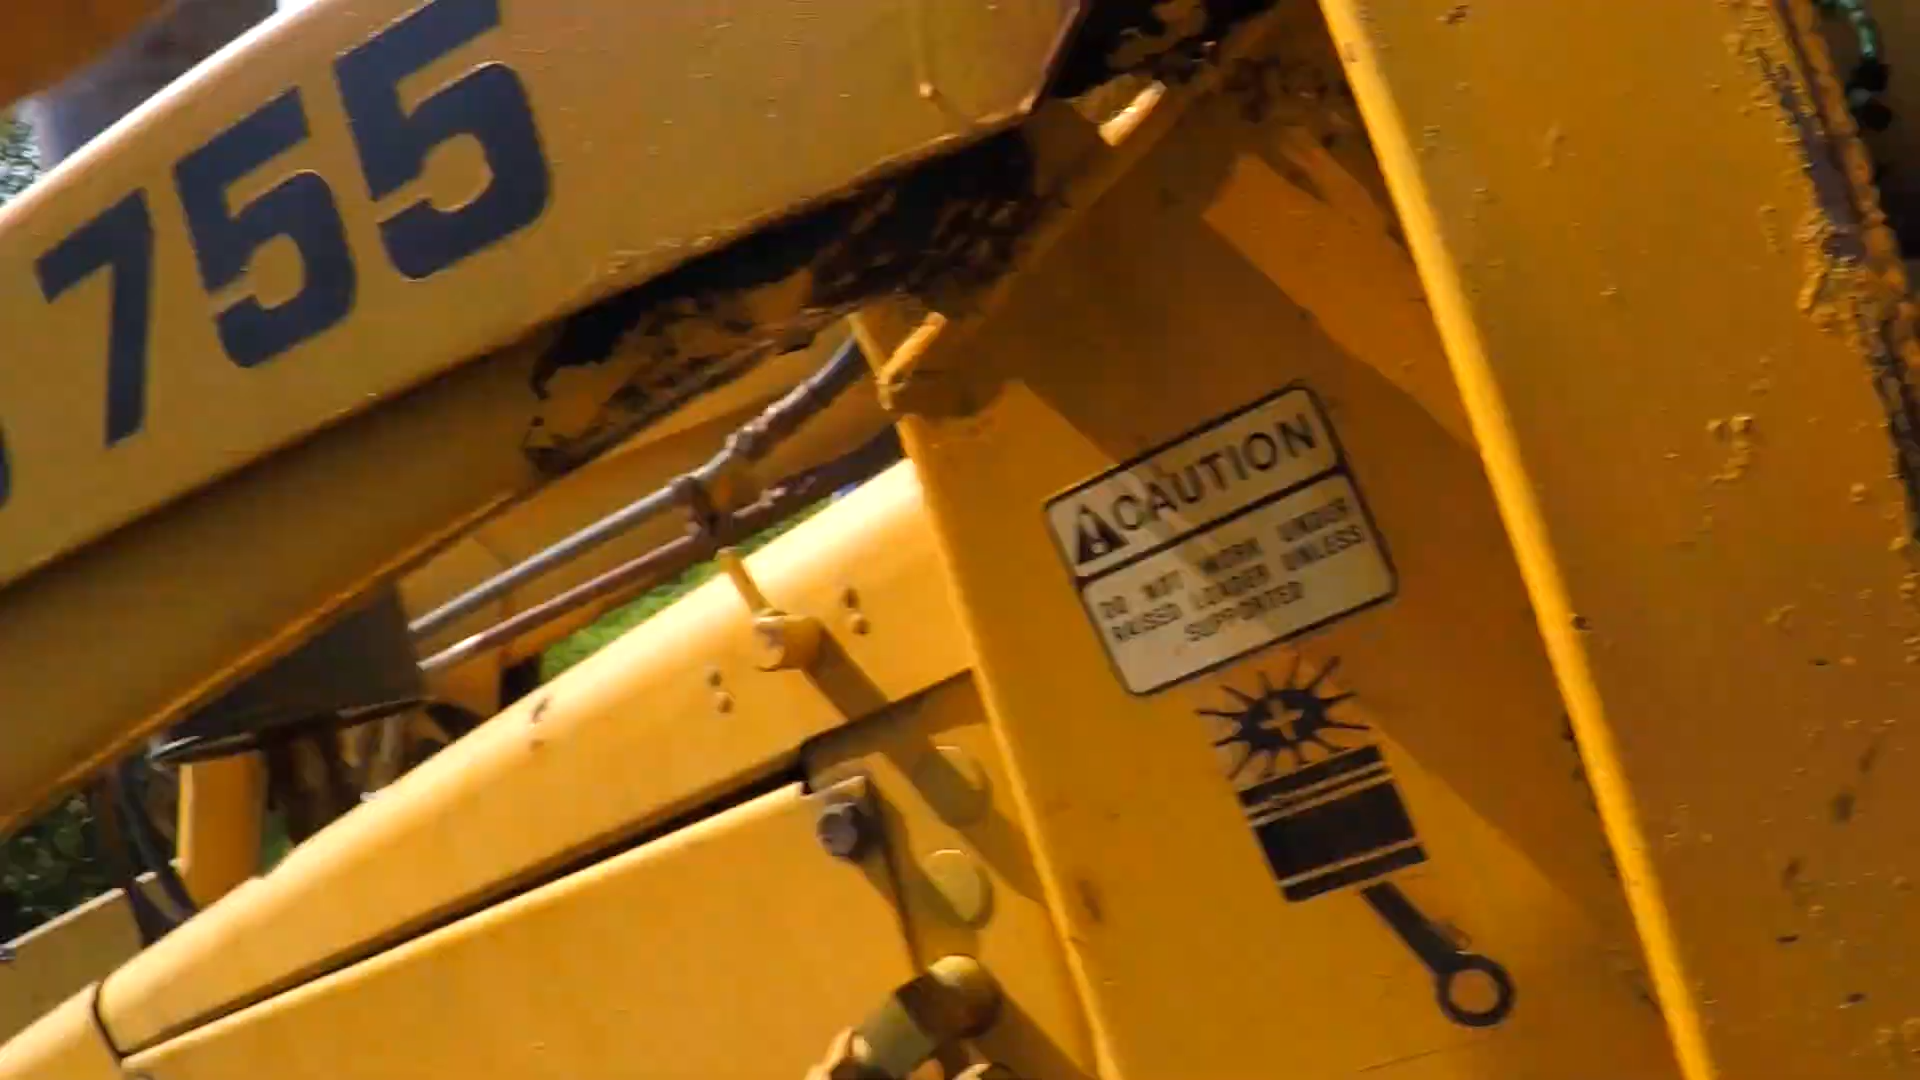 755
CAUTION
DO NOT WORK UNDER
RAISED LOADER UNLESS
SUPPORTED